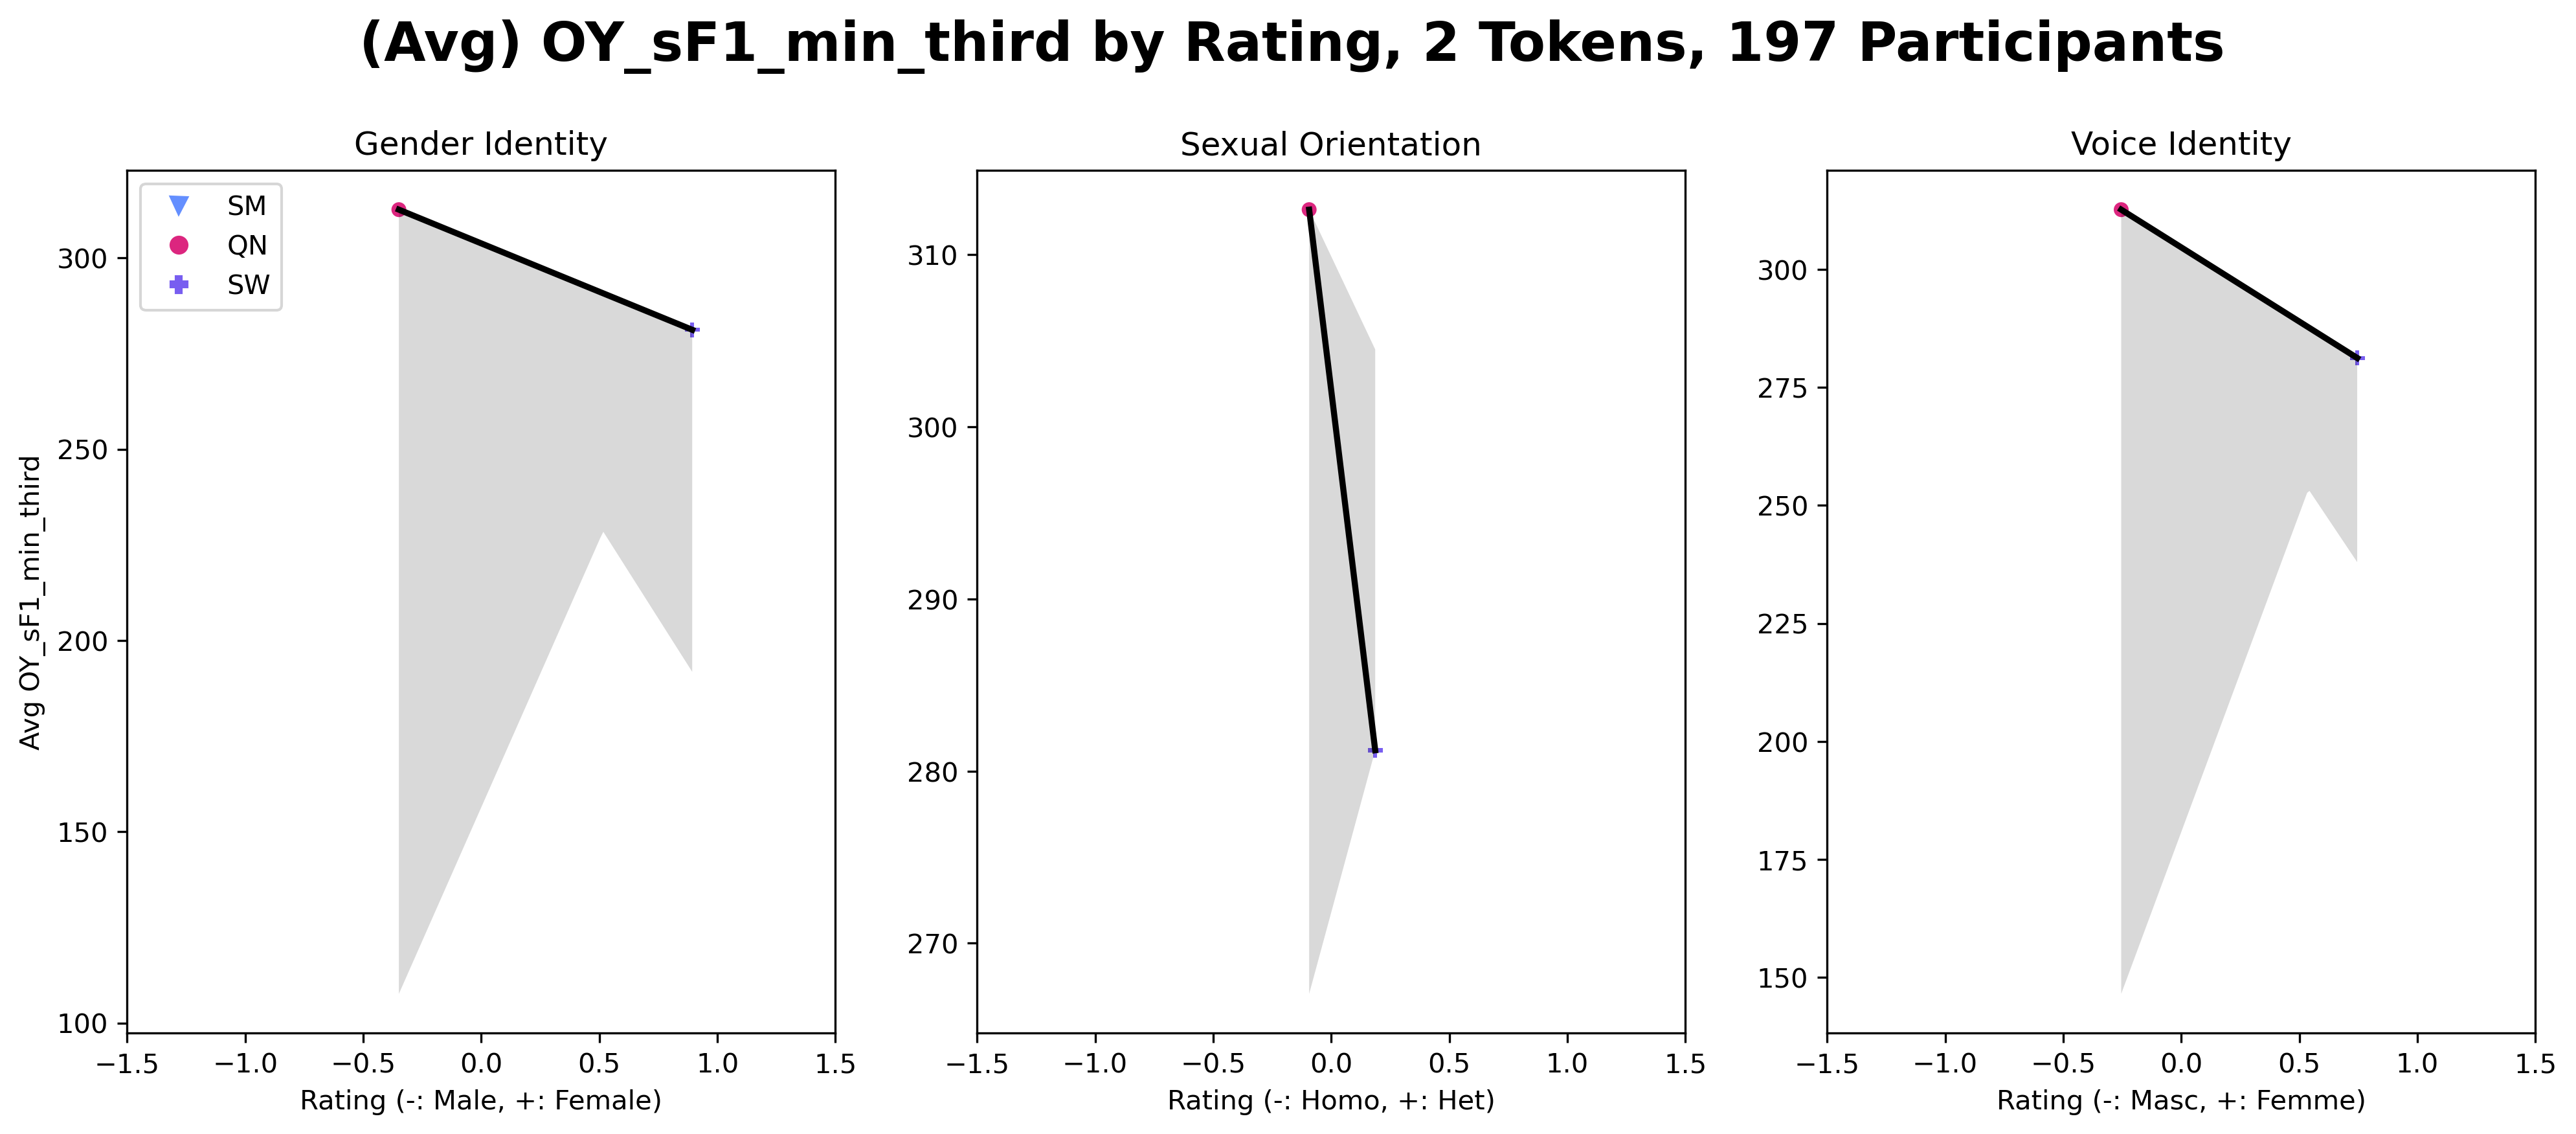 (Avg) OY_sF1_min_third by Rating, 2 Tokens, 197 Participants
Gender Identity
SM
QN
SW
300
250
200
150
100
Avg OY_sF1_min_third
−1.5 −1.0 −0.5 0.0 0.5 1.0 1.5
Rating (-: Male, +: Female)
Sexual Orientation
310
300
290
280
270
−1.5 −1.0 −0.5 0.0 0.5 1.0 1.5
Rating (-: Homo, +: Het)
Voice Identity
300
275
250
225
200
175
150
−1.5 −1.0 −0.5 0.0 0.5 1.0 1.5
Rating (-: Masc, +: Femme)